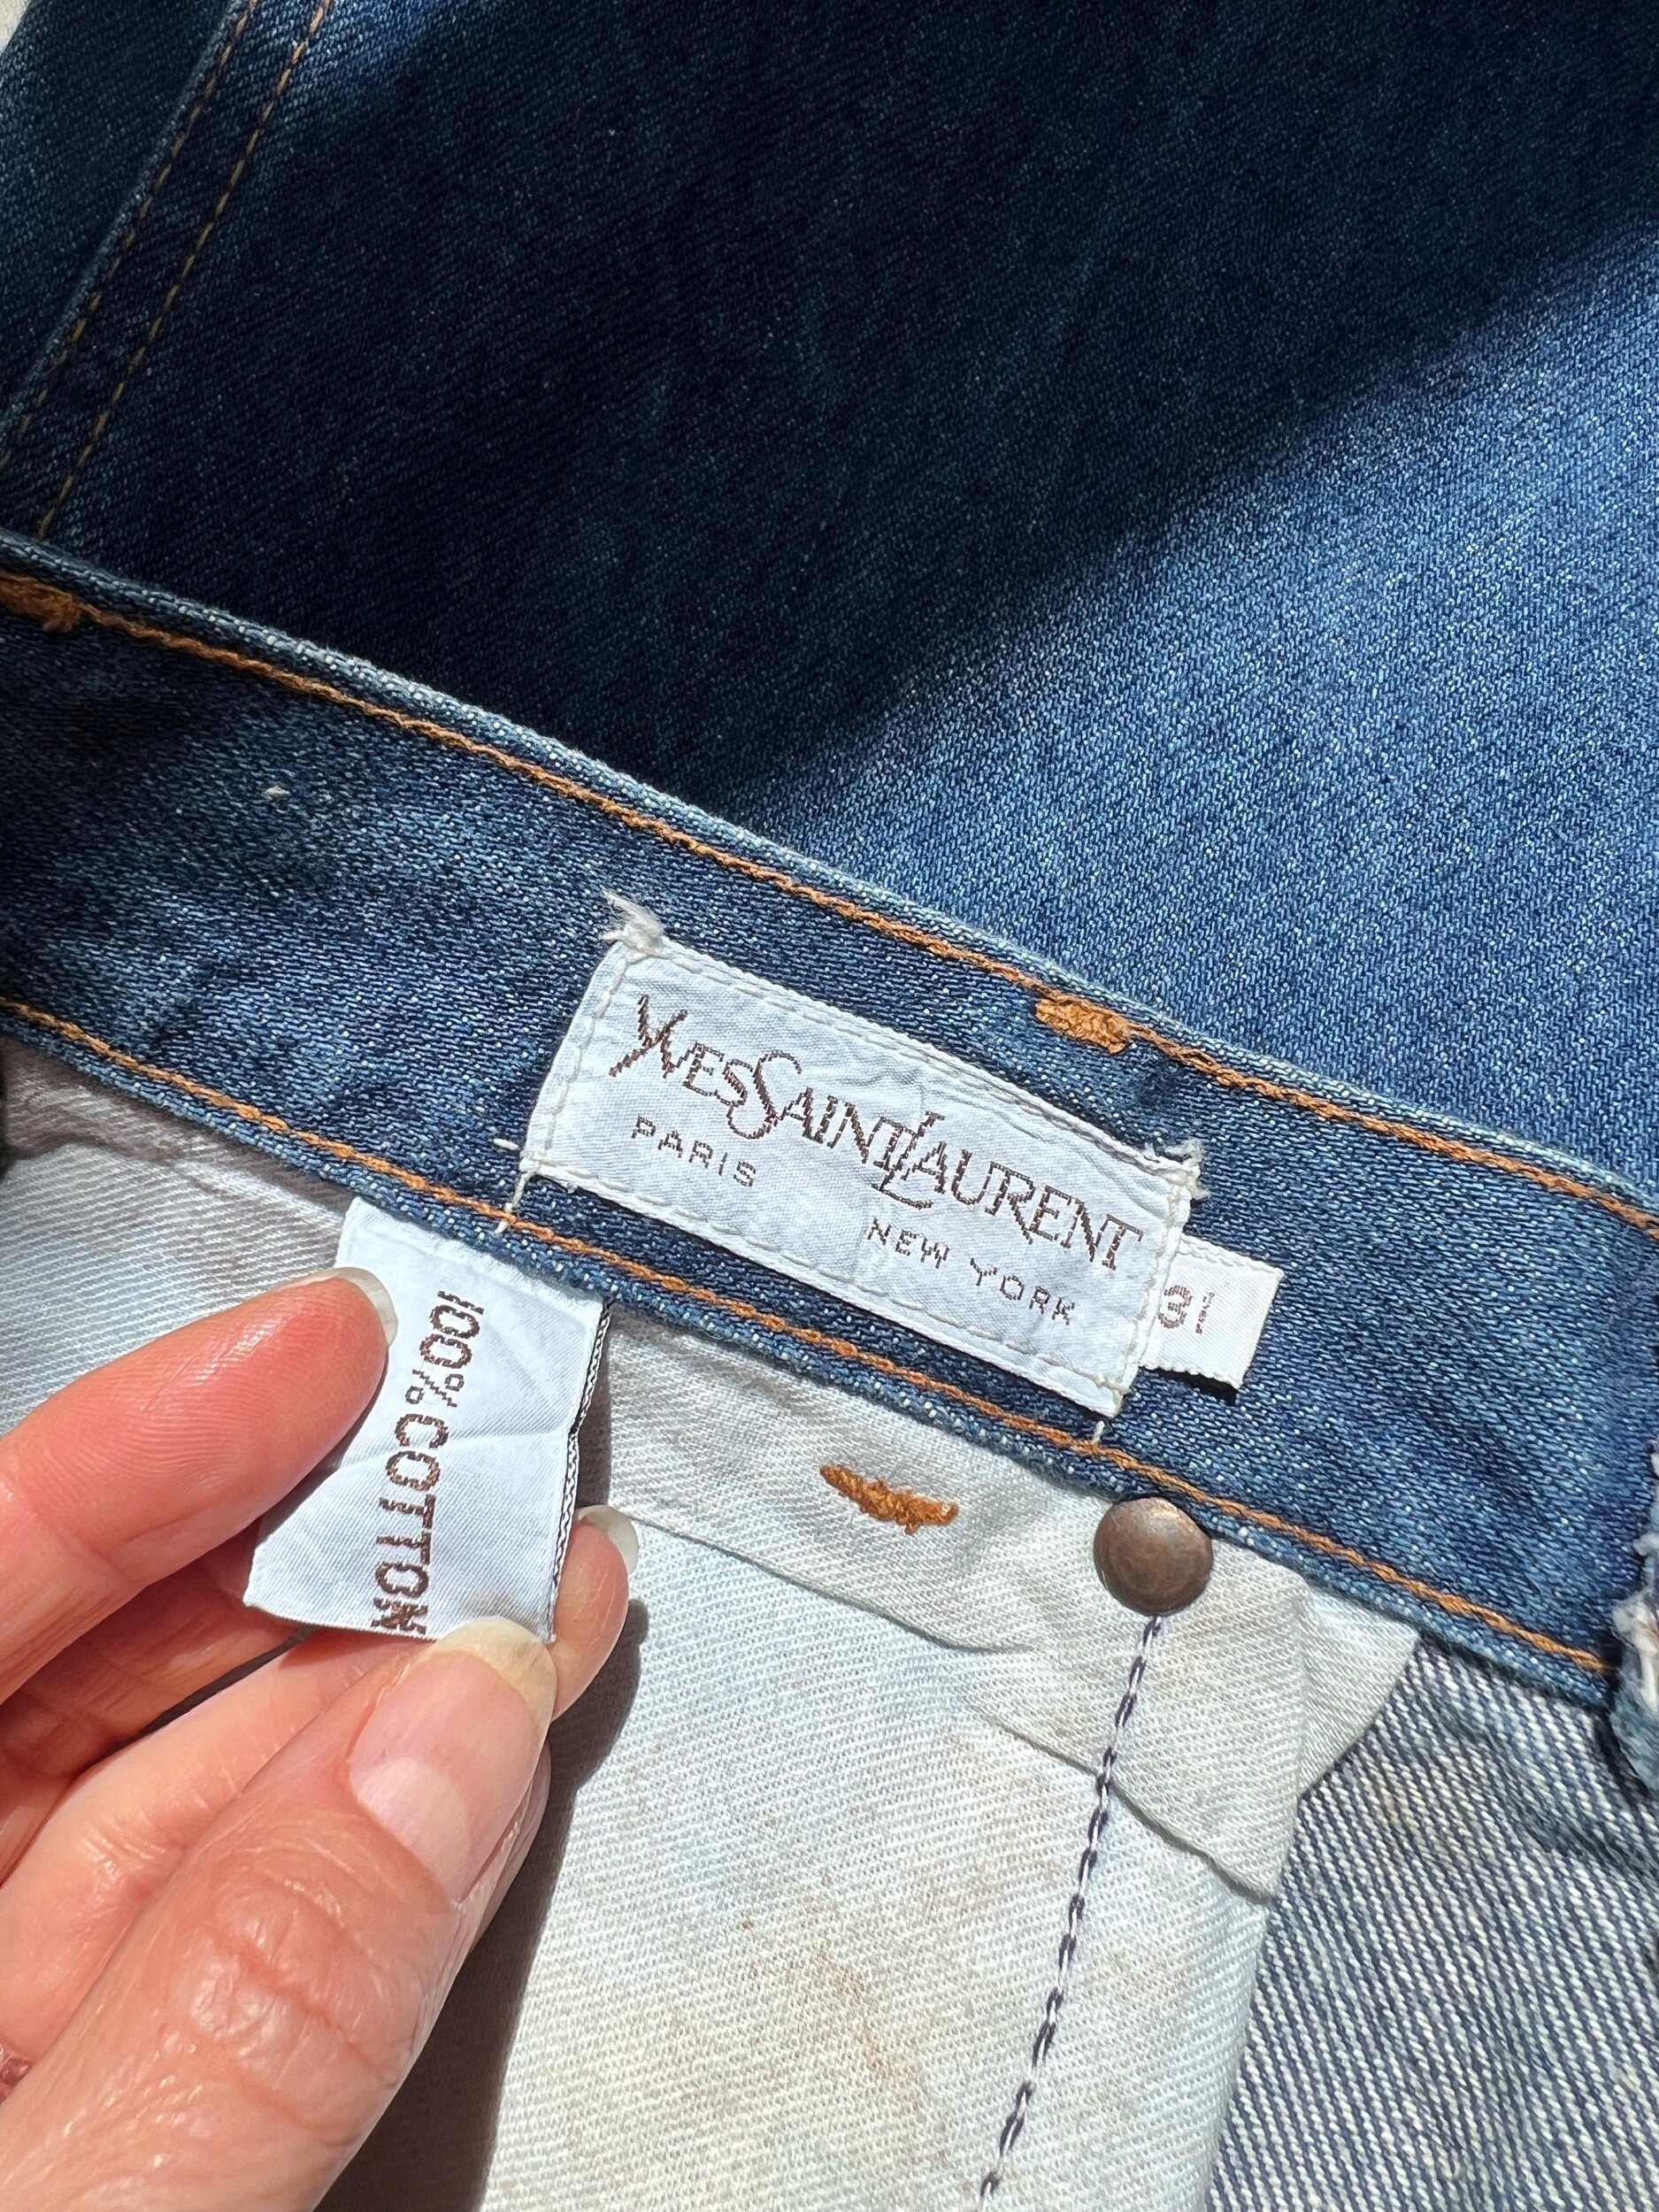 YVESSAINTLAURENT
PARIS
NEW YORK
31
100% COTTON